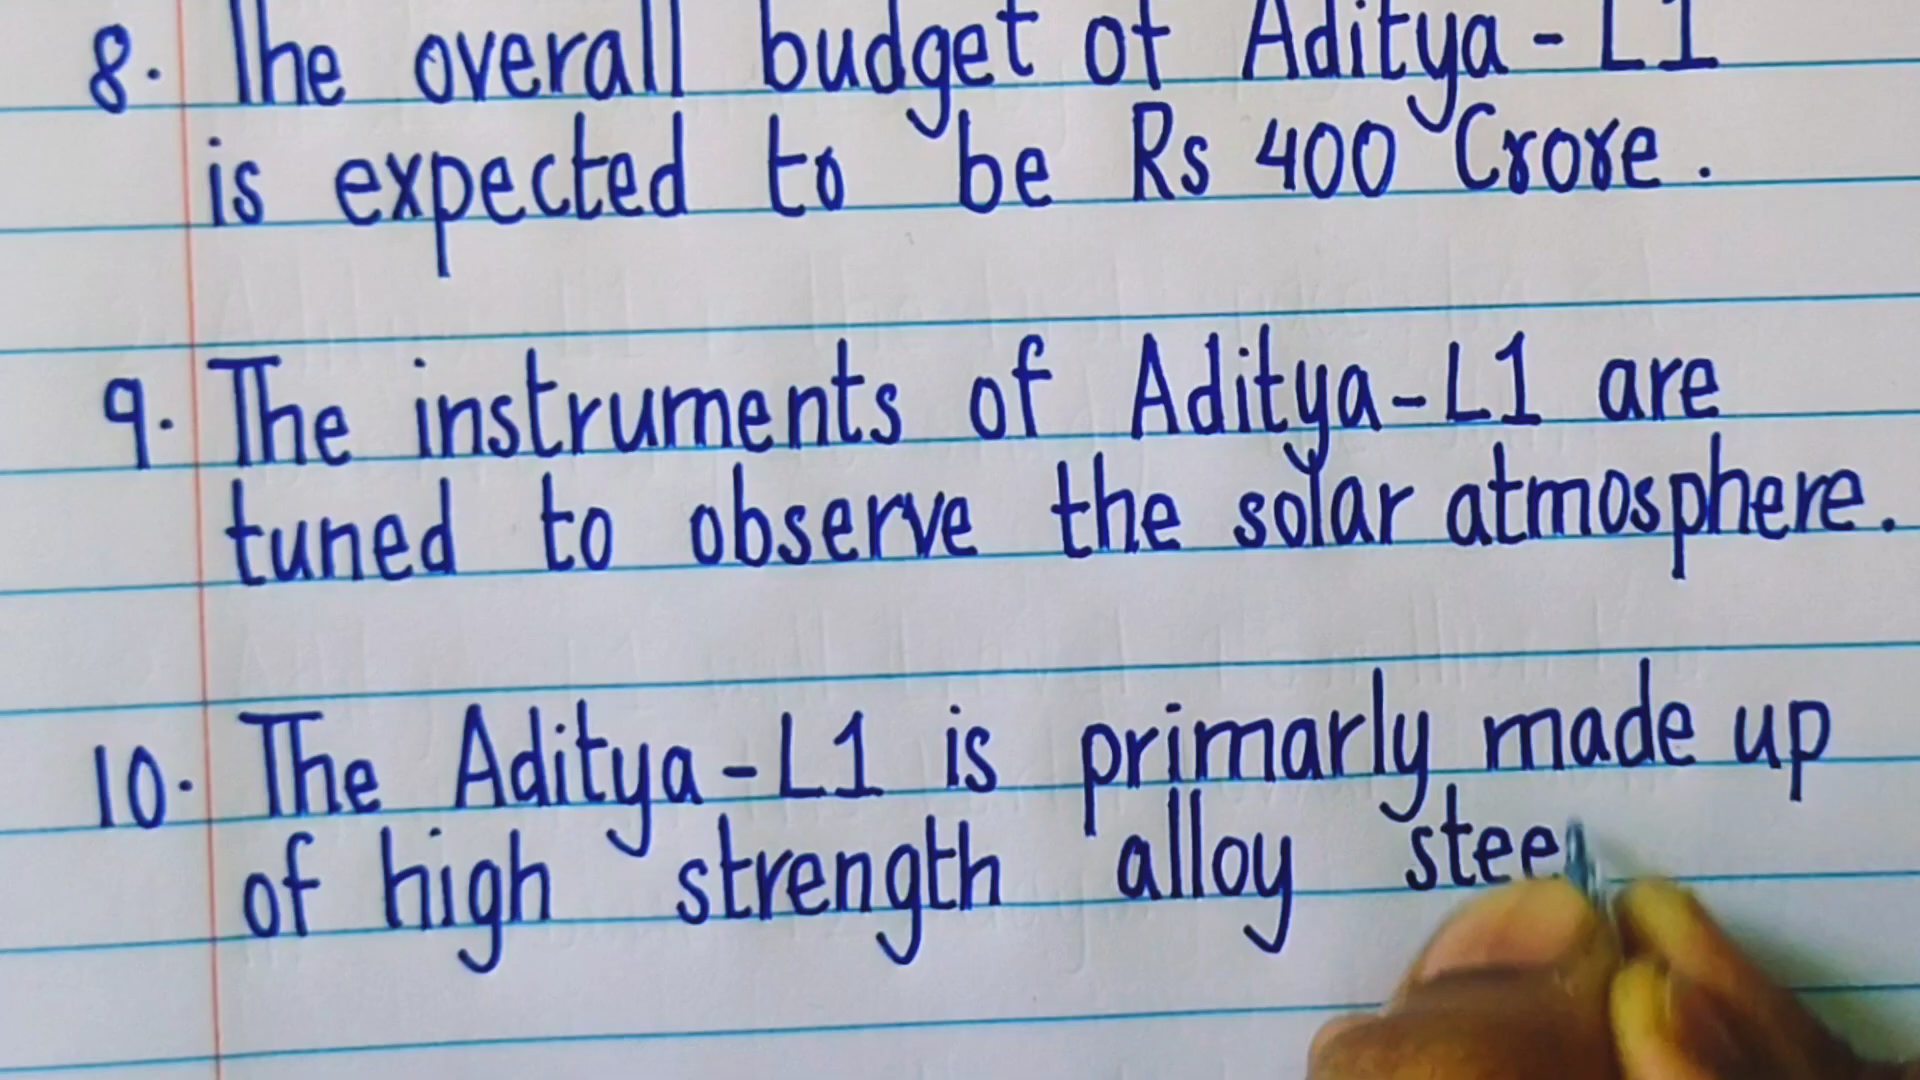 8. The overall budget of Aditya-L1
is expected to be Rs 400 Crore.
9. The instruments of Aditya-L1 are
tuned to observe the solar atmosphere.
10. The Aditya-L1 is primarly made up
of high strength alloy stee